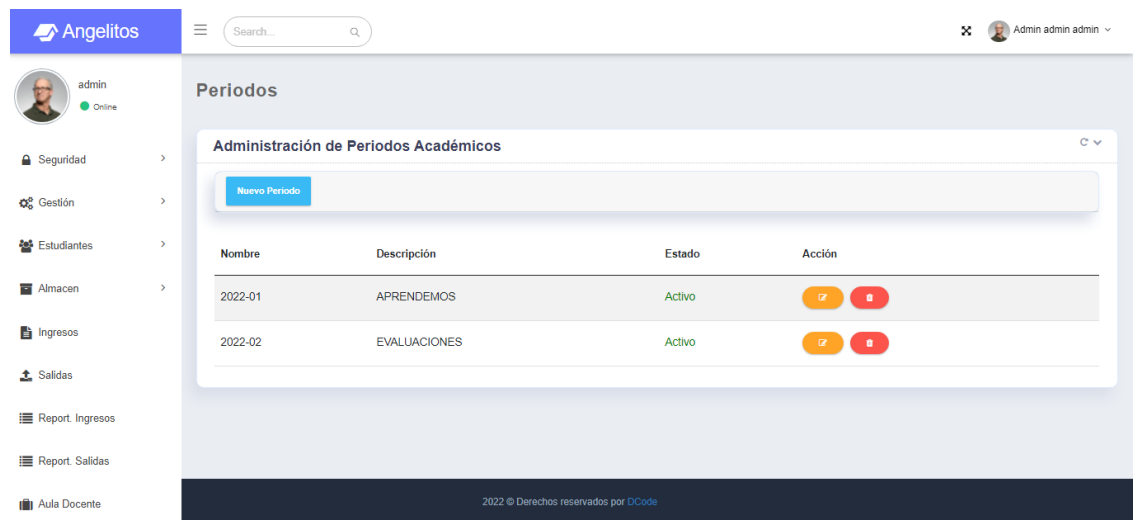 Angelitos
Search...
Admin admin admin
admin
Online
Seguridad
Gestión
Estudiantes
Almacen
Ingresos
Salidas
Report. Ingresos
Report. Salidas
Aula Docente
Periodos
Administración de Periodos Académicos
Nuevo Periodo
Nombre Descripción Estado Acción
2022-01 APRENDEMOS Activo
2022-02 EVALUACIONES Activo
2022 © Derechos reservados por DCode